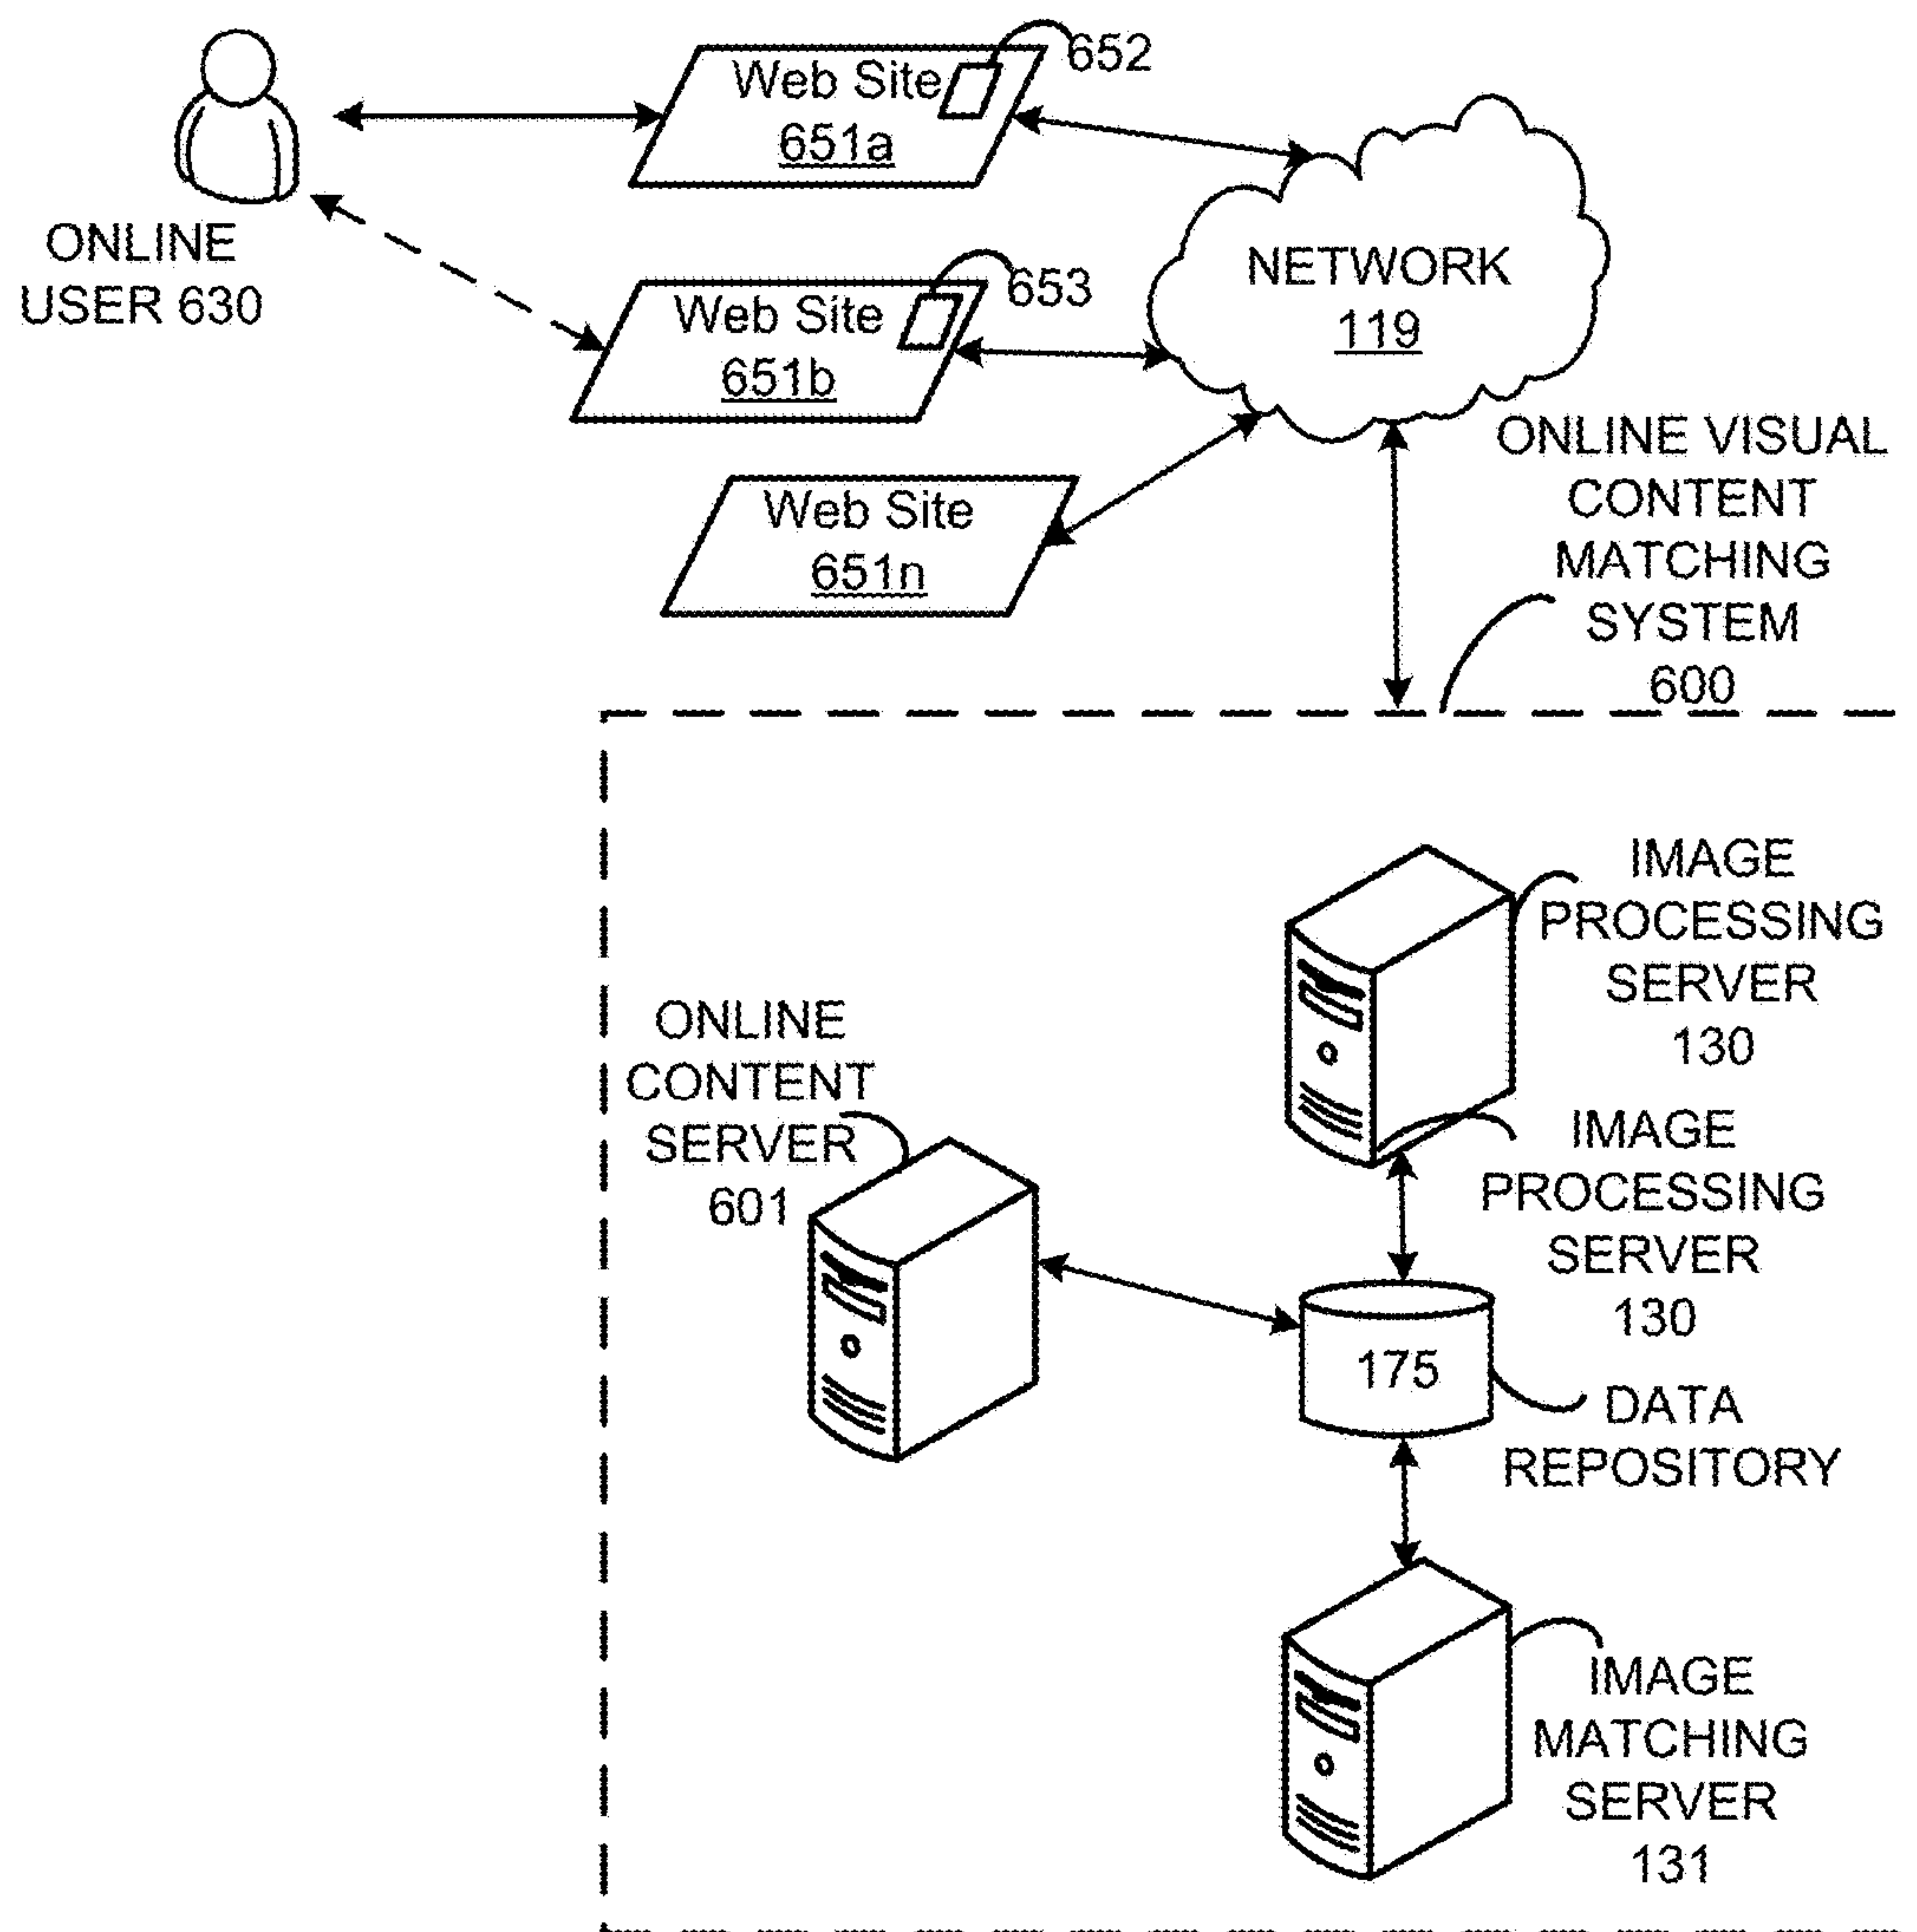 652
Web Site
651a
ONLINE
USER 630
653
Web Site
651b
NETWORK
119
Web Site
651n
ONLINE VISUAL
CONTENT
MATCHING
SYSTEM
600
IMAGE
PROCESSING
SERVER
130
ONLINE
CONTENT
SERVER
601
IMAGE
PROCESSING
SERVER
130
175
DATA
REPOSITORY
IMAGE
MATCHING
SERVER
131